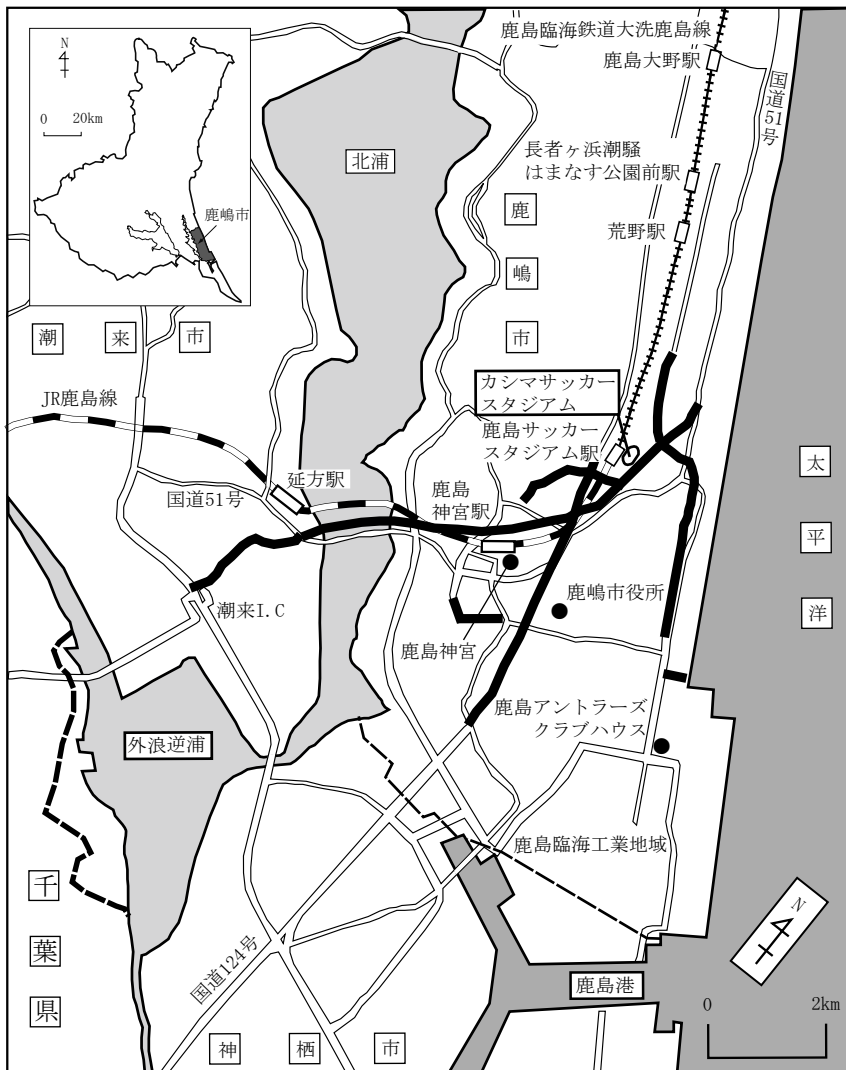 鹿島臨海鉄道大洗鹿島線
鹿島大野駅
国道51号
N
0 20km
鹿嶋市
北浦
長者ヶ浜潮騒
はまなす公園前駅
荒野駅
鹿嶋市
潮来市
カシマサッカー
スタジアム
鹿島サッカー
スタジアム駅
JR鹿島線
延方駅
国道51号
鹿島
神宮駅
太平洋
潮来I.C
鹿嶋市役所
鹿島神宮
鹿島アントラーズ
クラブハウス
外浪逆浦
鹿島臨海工業地域
千葉県
国道124号
N
鹿島港
0 2km
神栖市